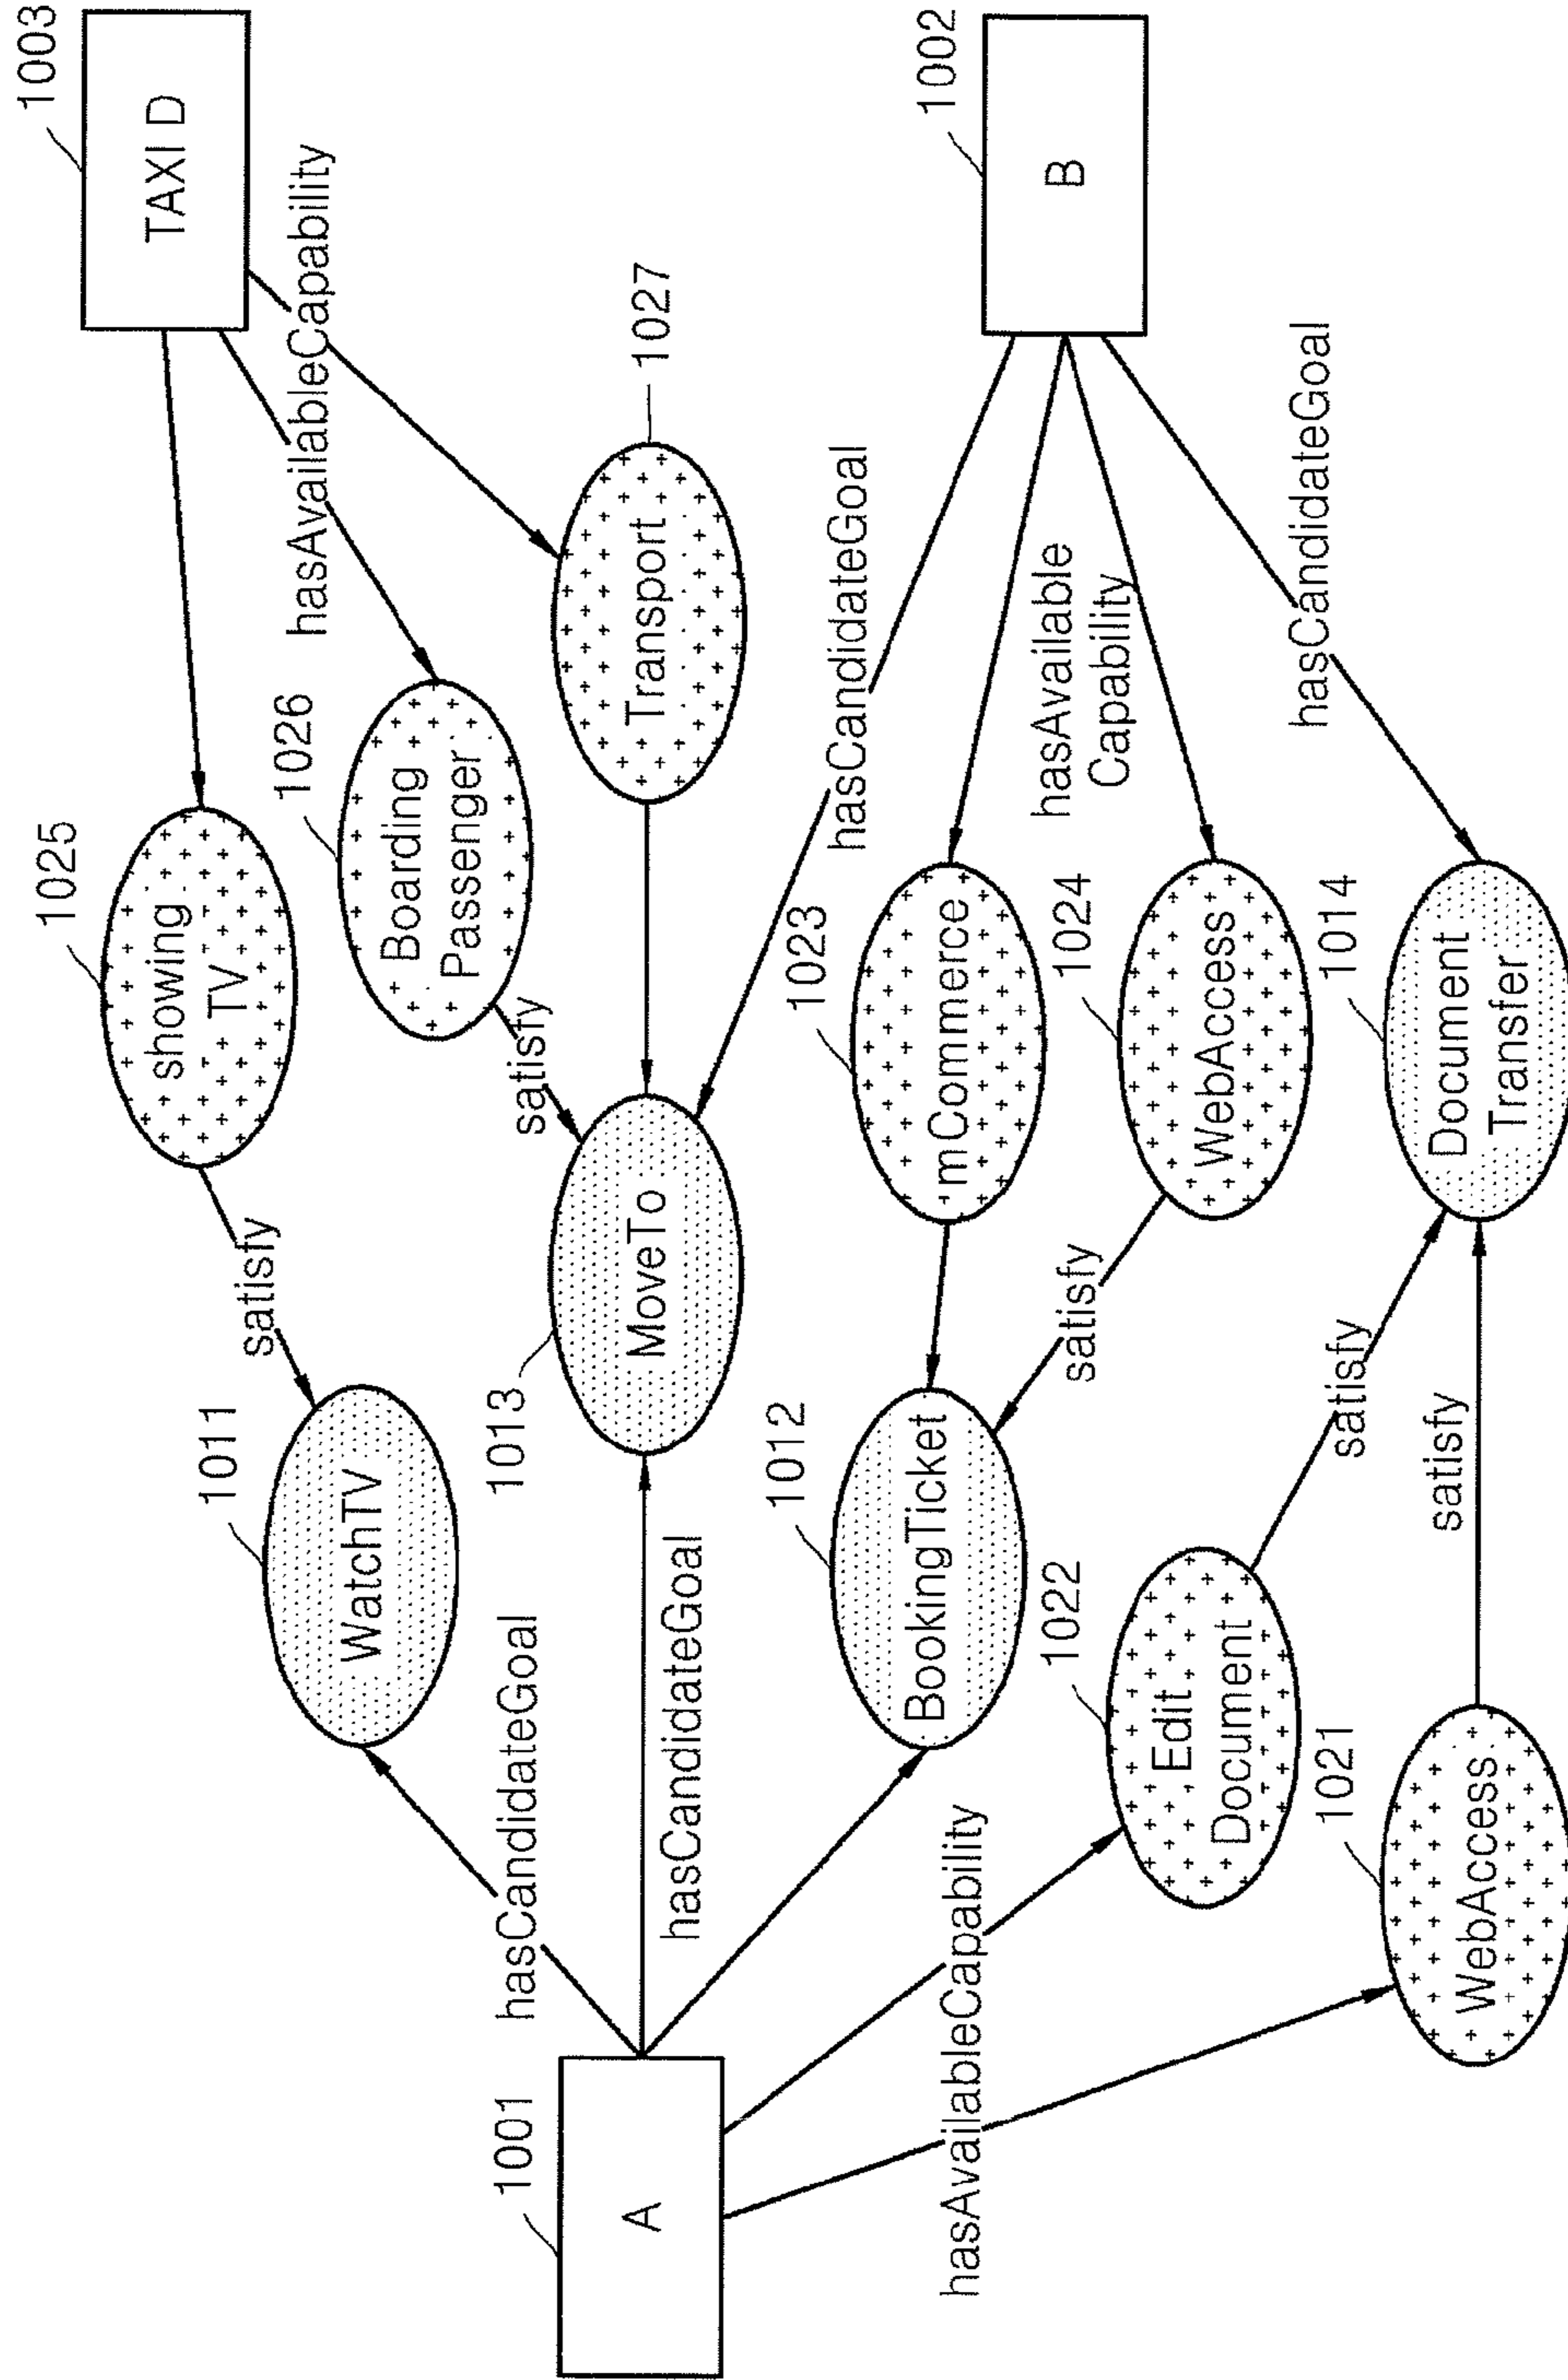 1003
TAXI D
1025
showing
TV
hasAvailableCapability
1026
Boarding
Passenger
1027
Transport
satisfy
1011
WatchTV
satisfy
1013
MoveTo
hasCandidateGoal
hasCandidateGoal
hasCandidateGoal
1001
A
1002
B
1023
mCommerce
hasAvailable
Capability
1012
BookingTicket
1024
WebAccess
satisfy
hasAvailableCapability
1022
Edit
Document
satisfy
hasCandidateGoal
1014
Document
Transfer
1021
WebAccess
satisfy